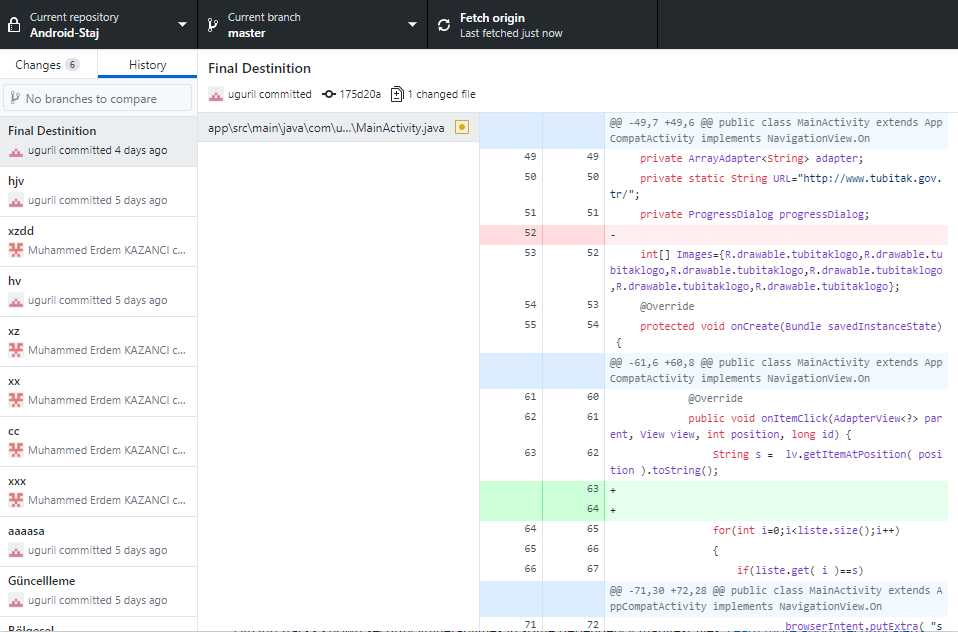 Current repository
Android-Staj
Current branch
master
Fetch origin
Last fetched just now
Changes 6
History
No branches to compare
Final Destinition
uguril committed 4 days ago
hjv
uguril committed 5 days ago
xzdd
Muhammed Erdem KAZANCI c...
hv
uguril committed 5 days ago
xz
Muhammed Erdem KAZANCI c...
xx
Muhammed Erdem KAZANCI c...
cc
Muhammed Erdem KAZANCI c...
xxx
Muhammed Erdem KAZANCI c...
aaaasa
uguril committed 5 days ago
Güncellleme
uguril committed 5 days ago
Bölgesel
Final Destinition
uguril committed 175d20a 1 changed file
app\src\main\java\com\u...\MainActivity.java
@@ -49,7 +49,6 @@ public class MainActivity extends App
CompatActivity implements NavigationView.On
49 49 private ArrayAdapter<String> adapter;
50 50 private static String URL="http://www.tubitak.gov.
tr/";
51 51 private ProgressDialog progressDialog;
52 -
53 52 int[] Images={R.drawable.tubitaklogo,R.drawable.tu
bitaklogo,R.drawable.tubitaklogo,R.drawable.tubitaklogo
,R.drawable.tubitaklogo,R.drawable.tubitaklogo};
54 53 @Override
55 54 protected void onCreate(Bundle savedInstanceState)
{
@@ -61,6 +60,8 @@ public class MainActivity extends App
CompatActivity implements NavigationView.On
61 60 @Override
62 61 public void onItemClick(AdapterView<?> par
ent, View view, int position, long id) {
63 62 String s = lv.getItemAtPosition( posi
tion ).toString();
63 +
64 +
64 65 for(int i=0;i<liste.size();i++)
65 66 {
66 67 if(liste.get( i )==s)
@@ -71,30 +72,28 @@ public class MainActivity extends A
ppCompatActivity implements NavigationView.On
71 72 browserIntent.putExtra( "s